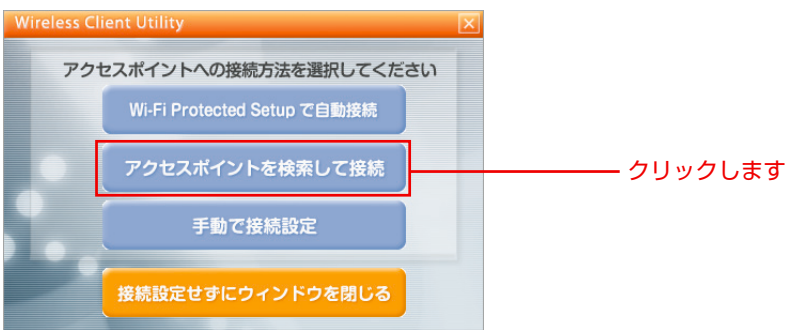 Wireless Client Utility
アクセスポイントへの接続方法を選択してください
Wi-Fi Protected Setup で自動接続
アクセスポイントを検索して接続
クリックします
手動で接続設定
接続設定せずにウィンドウを閉じる